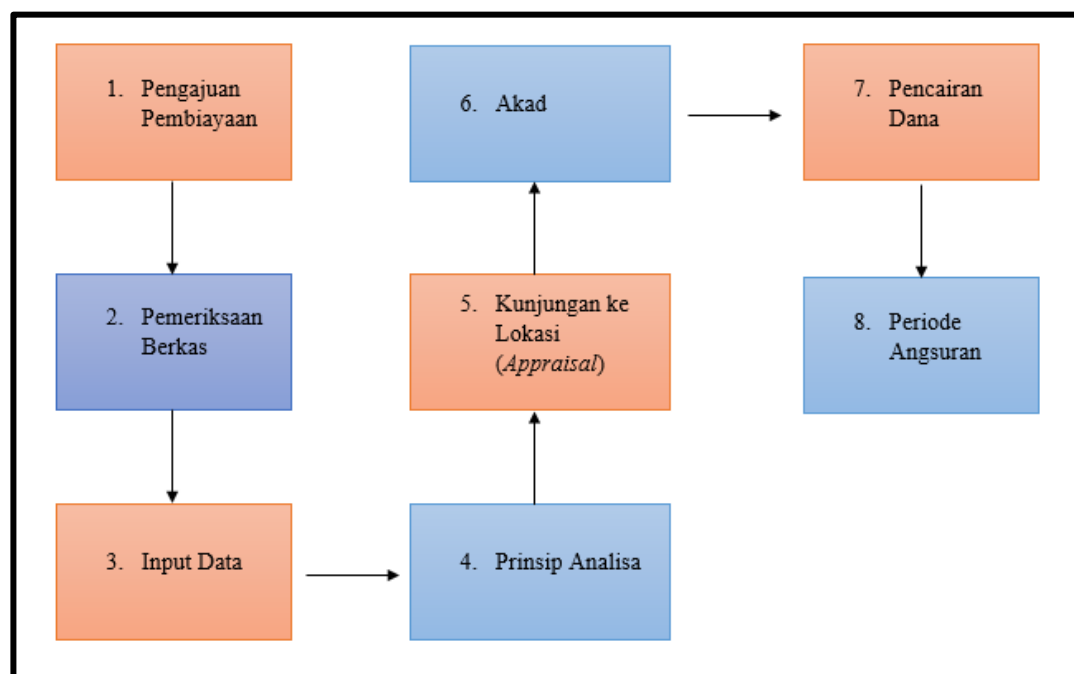 1. Pengajuan
Pembiayaan
2. Pemeriksaan
Berkas
3. Input Data
4. Prinsip Analisa
5. Kunjungan ke
Lokasi
(Appraisal)
6. Akad
7. Pencairan
Dana
8. Periode
Angsuran